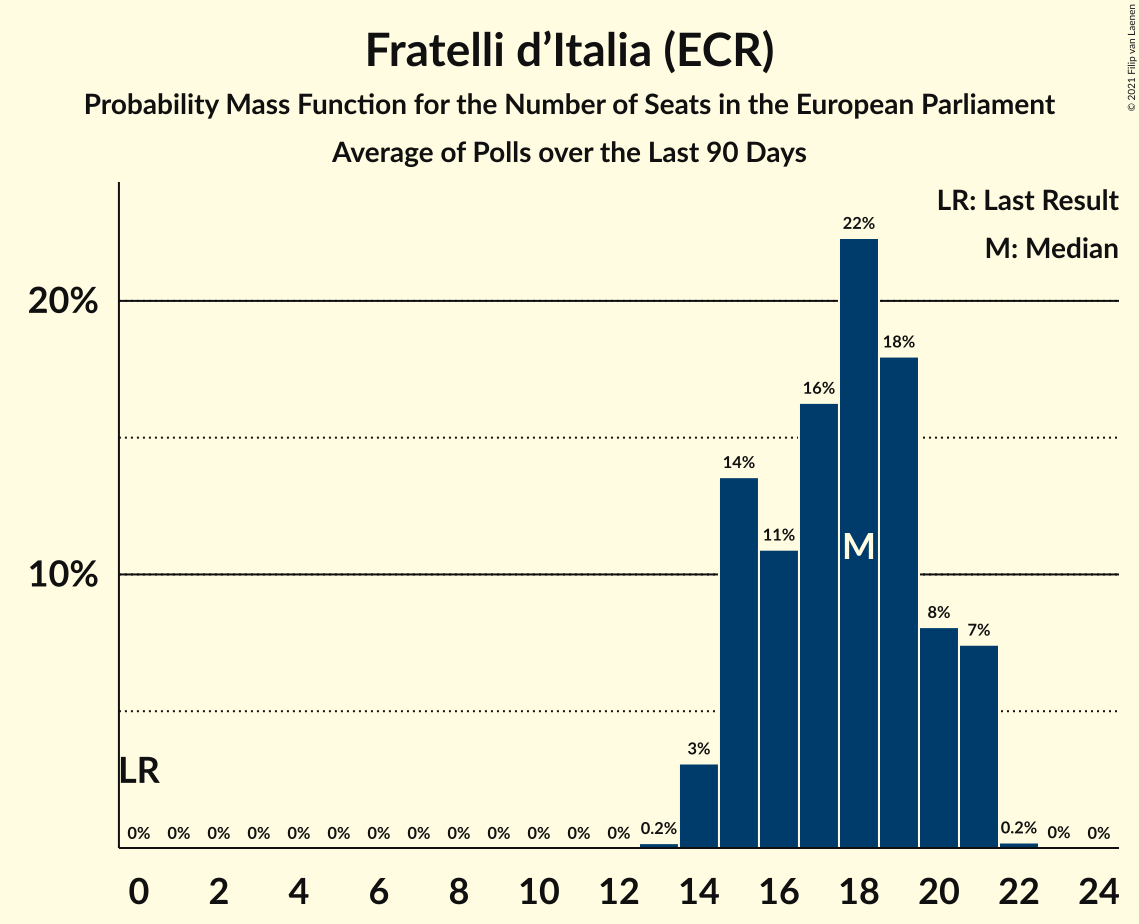 Fratelli d’Italia (ECR)
Probability Mass Function for the Number of Seats in the European Parliament
Average of Polls over the Last 90 Days
© 2021 Filip van Laenen
LR: Last Result
M: Median
20%
10%
22%
18%
16%
14%
11%
M
8%
7%
3%
LR
0% 0% 0% 0% 0% 0% 0% 0% 0% 0% 0% 0% 0% 0.2% 0.2% 0% 0%
0 2 4 6 8 10 12 14 16 18 20 22 24